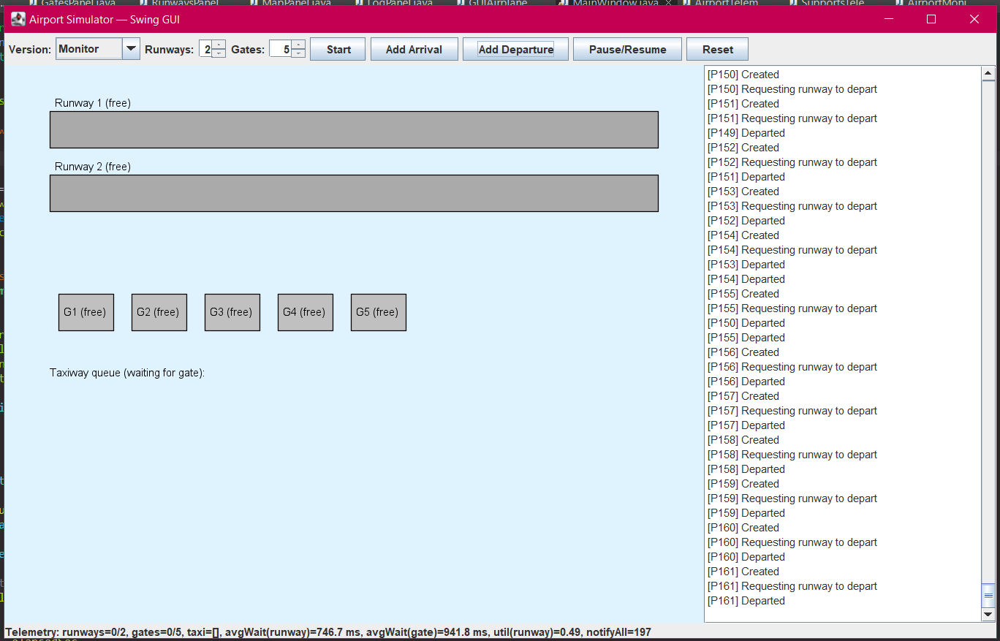 GatesPanel.java RunwaysPanel MapPanel.java LogPanel.java GUIAirplane MainWindow.java AirportTelem SupportsTele AirportMoni
Airport Simulator — Swing GUI
Version: Monitor Runways: 2 Gates: 5 Start Add Arrival Add Departure Pause/Resume Reset
Runway 1 (free)
Runway 2 (free)
G1 (free) G2 (free) G3 (free) G4 (free) G5 (free)
Taxiway queue (waiting for gate):
[P150] Created
[P150] Requesting runway to depart
[P151] Created
[P151] Requesting runway to depart
[P149] Departed
[P152] Created
[P152] Requesting runway to depart
[P151] Departed
[P153] Created
[P153] Requesting runway to depart
[P152] Departed
[P154] Created
[P154] Requesting runway to depart
[P153] Departed
[P154] Departed
[P155] Created
[P155] Requesting runway to depart
[P150] Departed
[P155] Departed
[P156] Created
[P156] Requesting runway to depart
[P156] Departed
[P157] Created
[P157] Requesting runway to depart
[P157] Departed
[P158] Created
[P158] Requesting runway to depart
[P158] Departed
[P159] Created
[P159] Requesting runway to depart
[P159] Departed
[P160] Created
[P160] Requesting runway to depart
[P160] Departed
[P161] Created
[P161] Requesting runway to depart
[P161] Departed
Telemetry: runways=0/2, gates=0/5, taxi=[], avgWait(runway)=746.7 ms, avgWait(gate)=941.8 ms, util(runway)=0.49, notifyAll=197